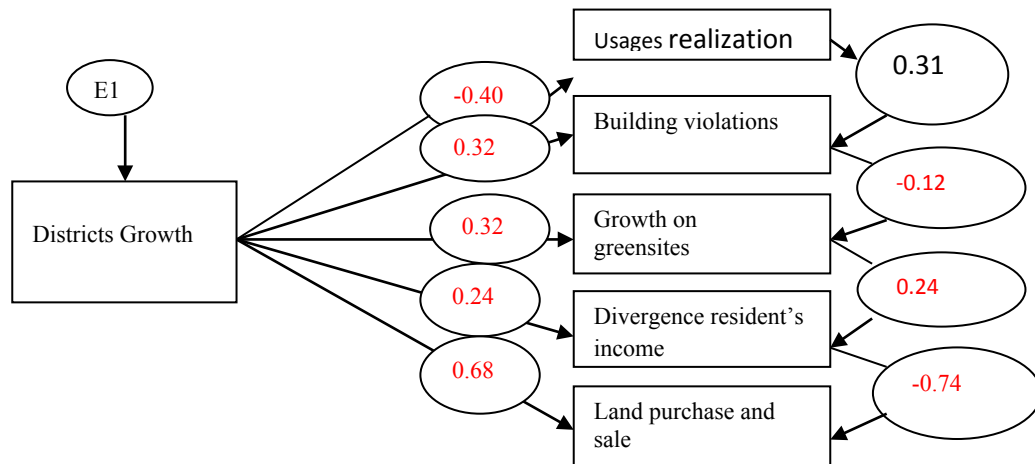 Usages realization
0.31
E1
-0.40
Building violations
0.32
-0.12
Districts Growth
0.32
Growth on
greensites
0.24
0.24
Divergence resident’s
income
0.68
-0.74
Land purchase and
sale